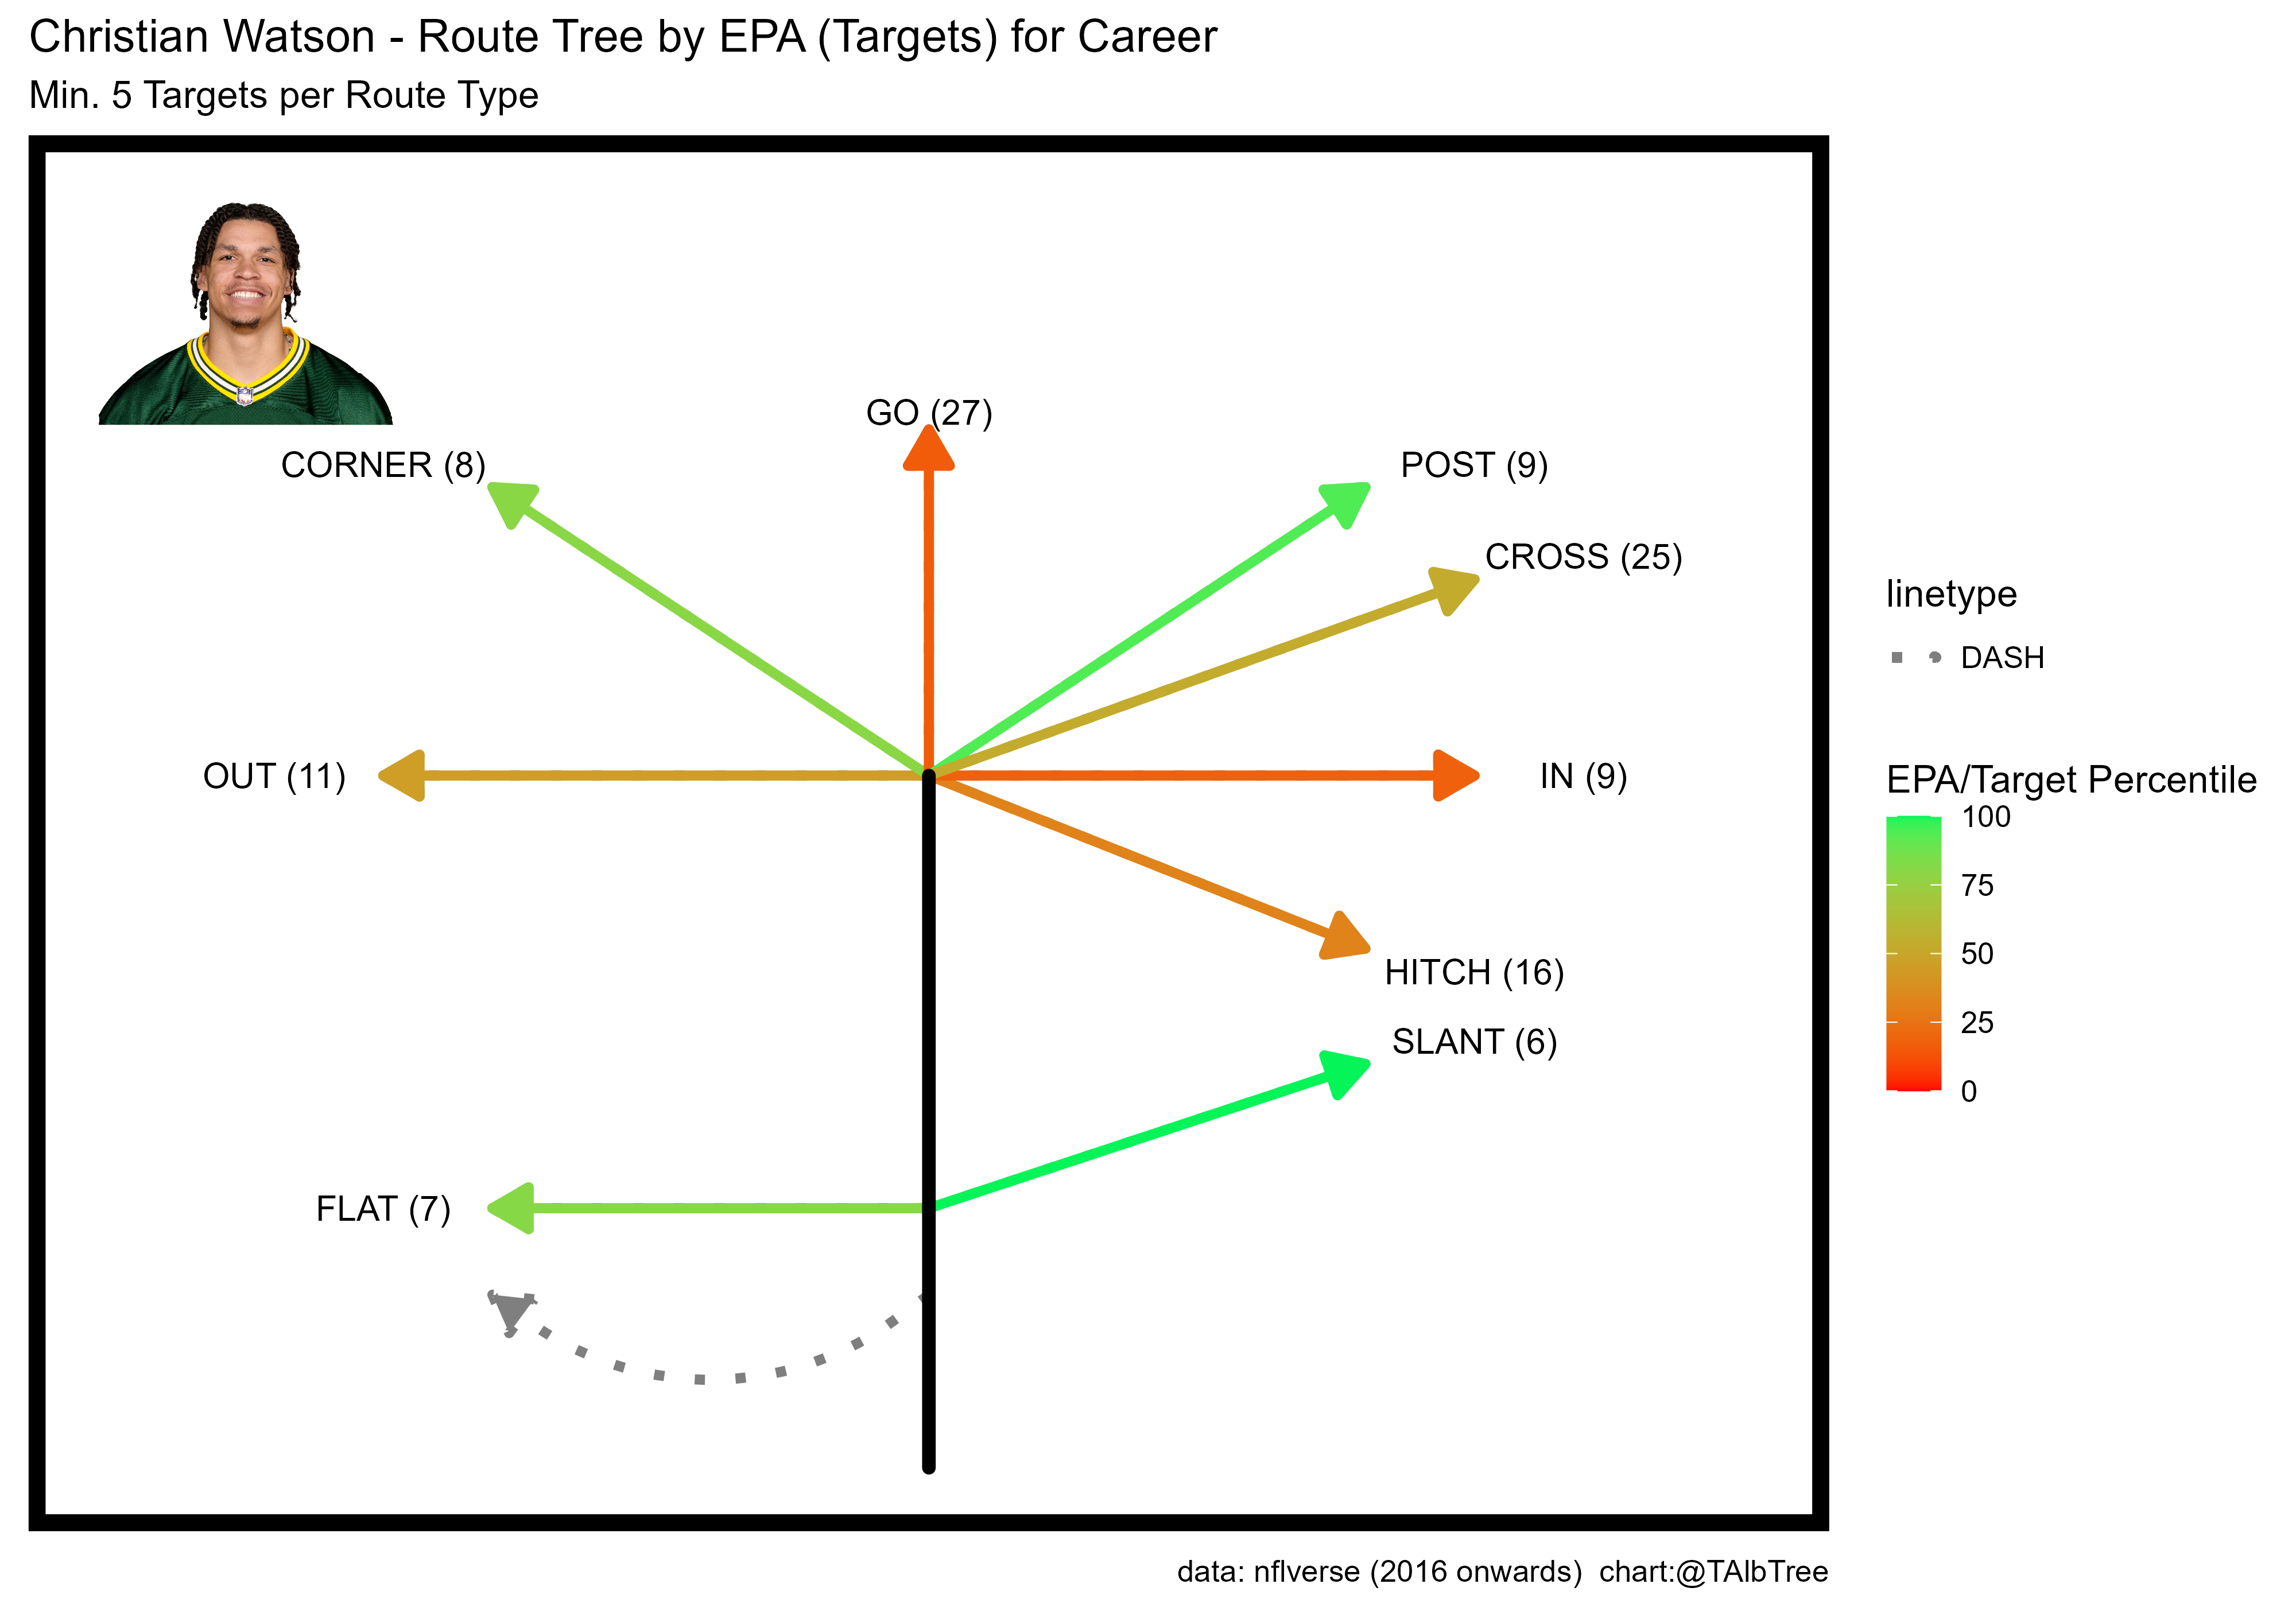 Christian Watson - Route Tree by EPA (Targets) for Career
Min. 5 Targets per Route Type
GO (27)
CORNER (8)
POST (9)
CROSS (25)
OUT (11)
IN (9)
HITCH (16)
SLANT (6)
FLAT (7)
linetype
DASH
EPA/Target Percentile
100
75
50
25
0
data: nflverse (2016 onwards)  chart:@TAlbTree